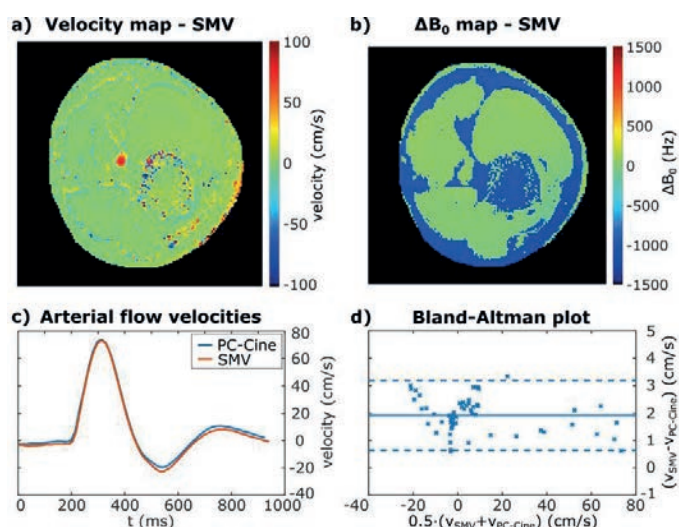 a) Velocity map - SMV
100
50
0
-50
-100
velocity (cm/s)
b) ΔB₀ map - SMV
1500
1000
500
0
-500
-1000
-1500
ΔB₀ (Hz)
c) Arterial flow velocities
PC-Cine
SMV
80
60
40
20
0
-20
-40
velocity (cm/s)
0 200 400 600 800 1000
t (ms)
d) Bland-Altman plot
5
4
3
2
1
0
-1
(vSMV-vPC-Cine) (cm/s)
-40 -20 0 20 40 60 80
0.5·(vSMV+vPC-Cine) (cm/s)